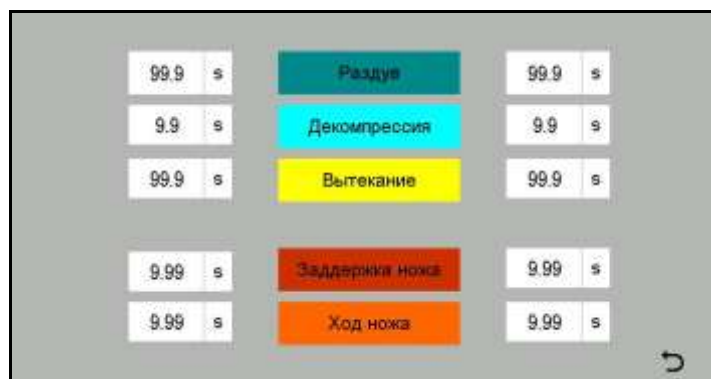 99.9 s Раздув 99.9 s
9.9 s Декомпрессия 9.9 s
99.9 s Вытекание 99.9 s
9.99 s Заддержка ножа 9.99 s
9.99 s Ход ножа 9.99 s